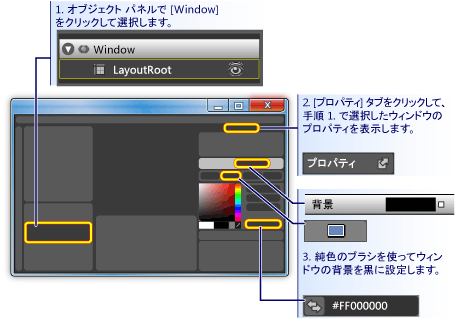 1. オブジェクト パネルで [Window]
をクリックして選択します。
Window
LayoutRoot
2. [プロパティ] タブをクリックして、
手順 1. で選択したウィンドウの
プロパティを表示します。
プロパティ
背景
3. 純色のブラシを使ってウィン
ドウの背景を黒に設定します。
#FF000000